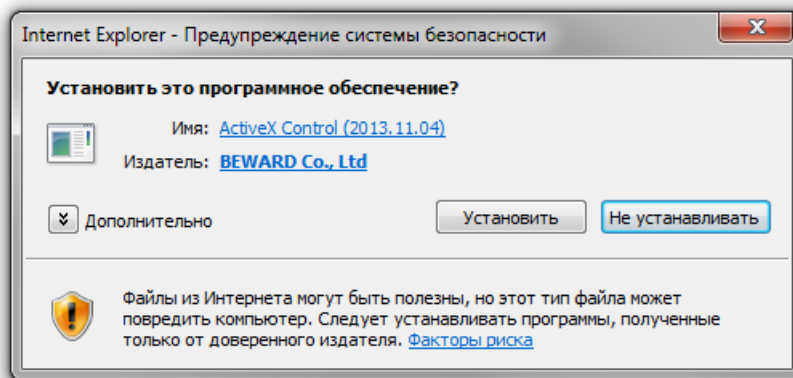 Internet Explorer - Предупреждение системы безопасности
Установить это программное обеспечение?
Имя: ActiveX Control (2013.11.04)
Издатель: BEWARD Co., Ltd
Дополнительно
Установить
Не устанавливать
Файлы из Интернета могут быть полезны, но этот тип файла может
повредить компьютер. Следует устанавливать программы, полученные
только от доверенного издателя. Факторы риска